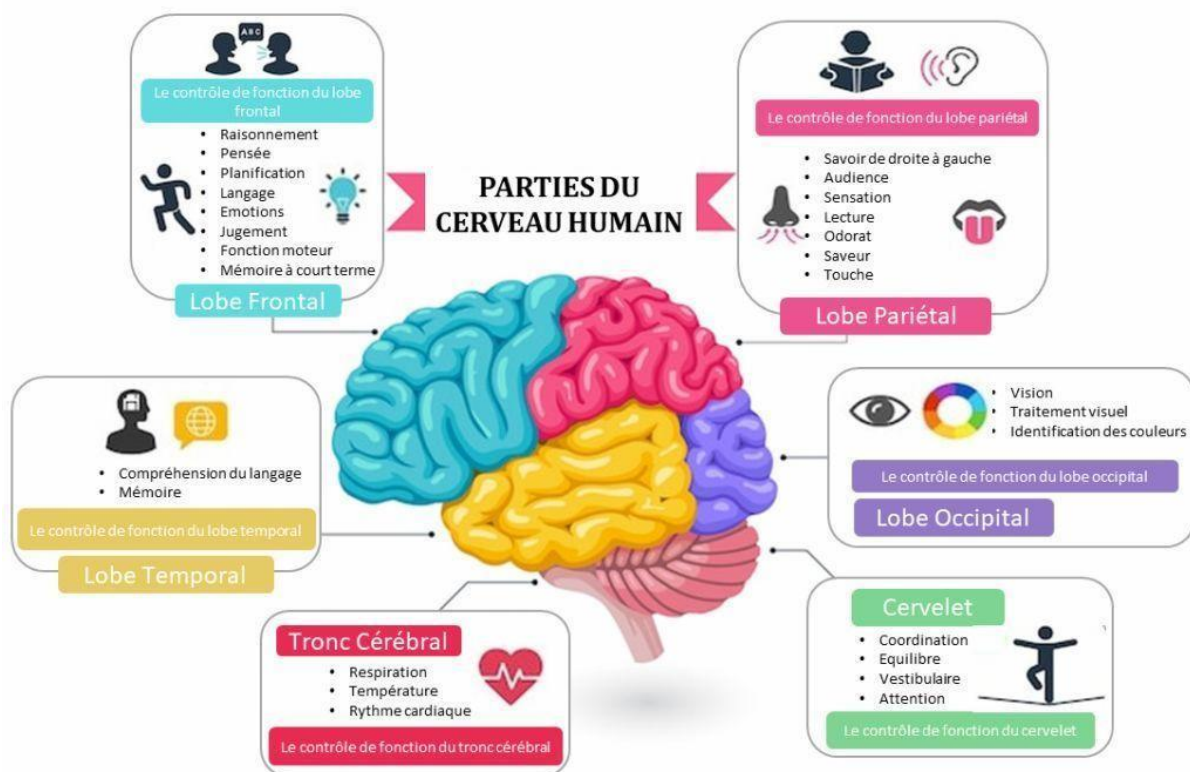 A B C
Le contrôle de fonction du lobe
frontal
Raisonnement
Pensée
Planification
Langage
Emotions
Jugement
Fonction moteur
Mémoire à court terme
Lobe Frontal
PARTIES DU
CERVEAU HUMAIN
Le contrôle de fonction du lobe pariétal
Savoir de droite à gauche
Audience
Sensation
Lecture
Odorat
Saveur
Touche
Lobe Pariétal
Compréhension du langage
Mémoire
Le contrôle de fonction du lobe temporal
Lobe Temporal
Vision
Traitement visuel
Identification des couleurs
Le contrôle de fonction du lobe occipital
Lobe Occipital
Tronc Cérébral
Respiration
Température
Rythme cardiaque
Le contrôle de fonction du tronc cérébral
Cervelet
Coordination
Equilibre
Vestibulaire
Attention
Le contrôle de fonction du cervelet